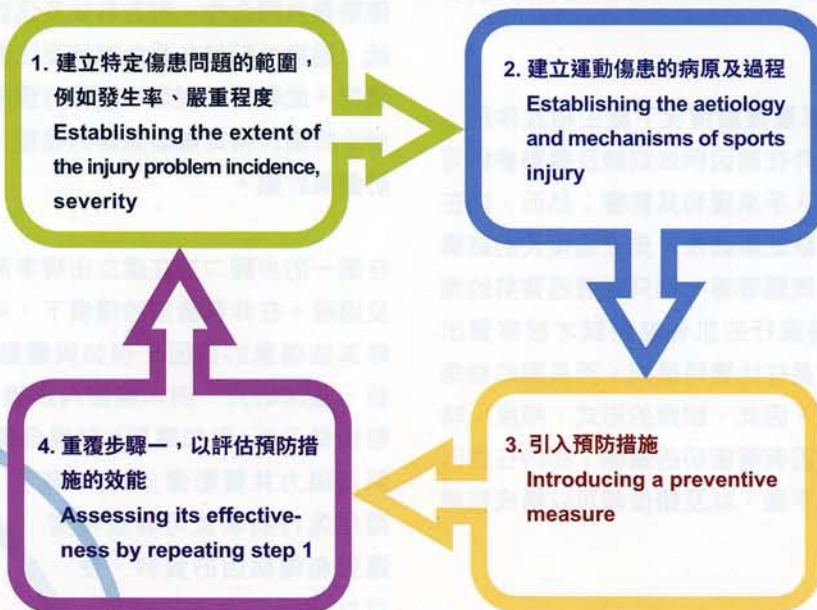 1. 建立特定傷患問題的範圍，
例如發生率、嚴重程度
Establishing the extent of
the injury problem incidence,
severity
2. 建立運動傷患的病原及過程
Establishing the aetiology
and mechanisms of sports
injury
3. 引入預防措施
Introducing a preventive
measure
4. 重覆步驟一，以評估預防措
施的效能
Assessing its effective-
ness by repeating step 1